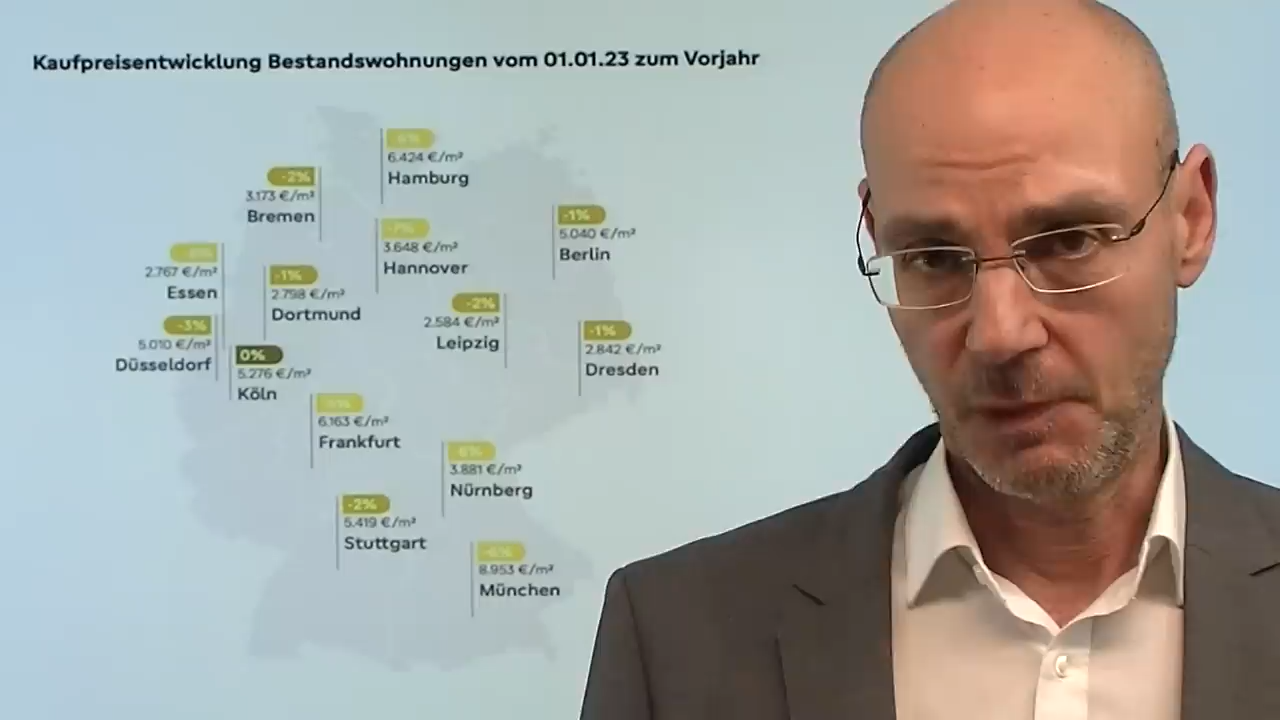 Kaufpreisentwicklung Bestandswohnungen vom 01.01.23 zum Vorjahr
6.424 €/m²
Hamburg
-2%
3.173 €/m²
Bremen
-1%
5.040 €/m²
Berlin
3.648 €/m²
Hannover
2.767 €/m²
Essen
-1%
2.798 €/m²
Dortmund
-2%
2.584 €/m²
Leipzig
-3%
5.010 €/m²
Düsseldorf
-1%
2.842 €/m²
Dresden
0%
5.276 €/m²
Köln
6.163 €/m²
Frankfurt
3.881 €/m²
Nürnberg
-2%
5.419 €/m²
Stuttgart
8.953 €/m²
München